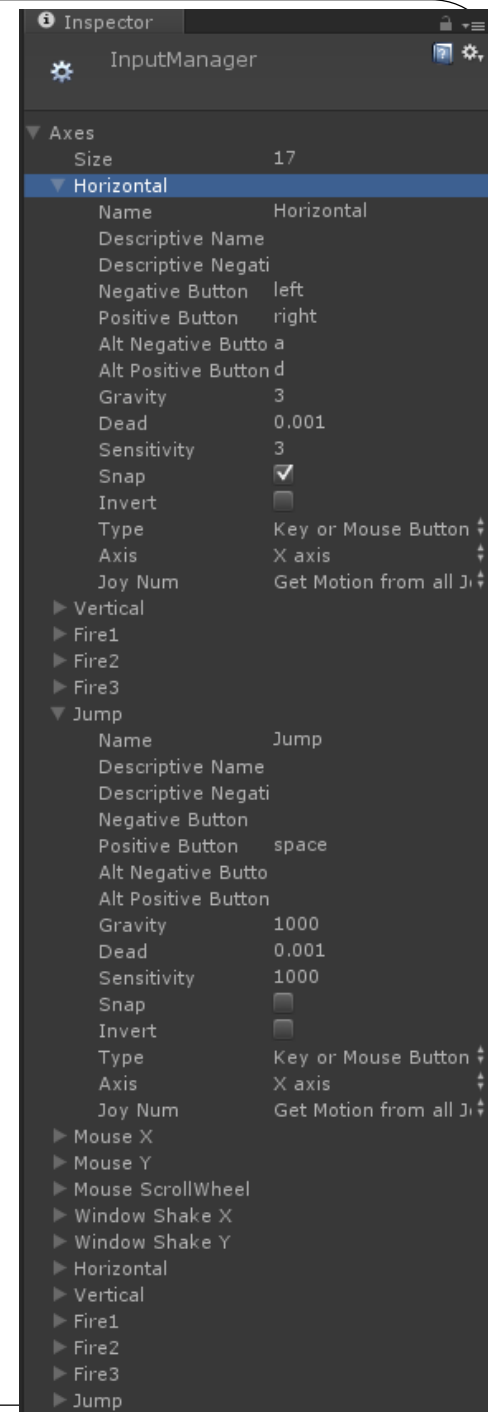 Inspector
InputManager
Axes
Size 17
Horizontal
Name Horizontal
Descriptive Name
Descriptive Negati
Negative Button left
Positive Button right
Alt Negative Butto a
Alt Positive Button d
Gravity 3
Dead 0.001
Sensitivity 3
Snap
Invert
Type Key or Mouse Button
Axis X axis
Joy Num Get Motion from all J
Vertical
Fire1
Fire2
Fire3
Jump
Name Jump
Descriptive Name
Descriptive Negati
Negative Button
Positive Button space
Alt Negative Butto
Alt Positive Button
Gravity 1000
Dead 0.001
Sensitivity 1000
Snap
Invert
Type Key or Mouse Button
Axis X axis
Joy Num Get Motion from all J
Mouse X
Mouse Y
Mouse ScrollWheel
Window Shake X
Window Shake Y
Horizontal
Vertical
Fire1
Fire2
Fire3
Jump